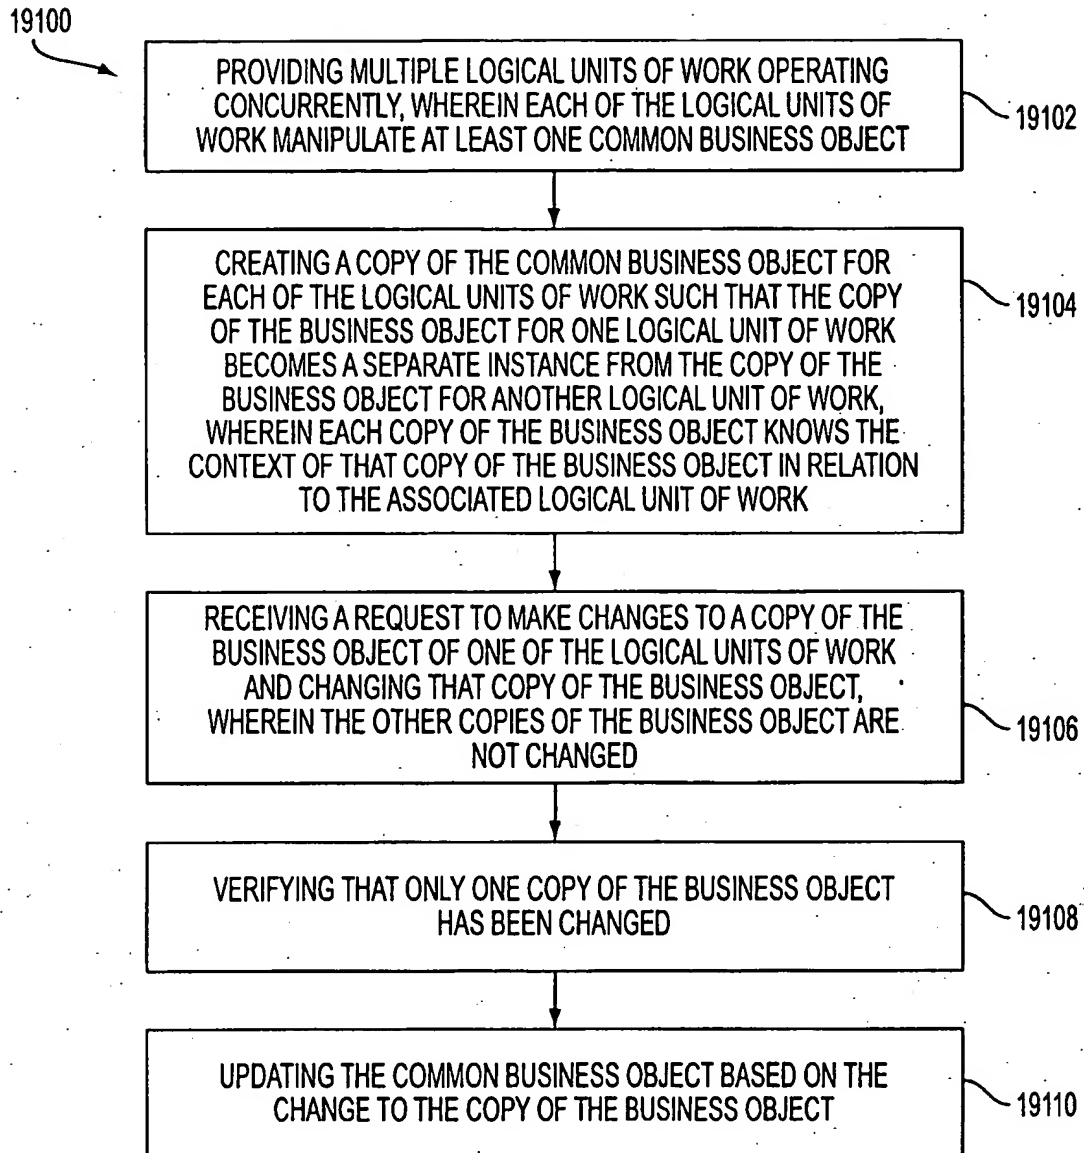 19100
PROVIDING MULTIPLE LOGICAL UNITS OF WORK OPERATING
CONCURRENTLY, WHEREIN EACH OF THE LOGICAL UNITS OF
WORK MANIPULATE AT LEAST ONE COMMON BUSINESS OBJECT
19102
CREATING A COPY OF THE COMMON BUSINESS OBJECT FOR
EACH OF THE LOGICAL UNITS OF WORK SUCH THAT THE COPY
OF THE BUSINESS OBJECT FOR ONE LOGICAL UNIT OF WORK
BECOMES A SEPARATE INSTANCE FROM THE COPY OF THE
BUSINESS OBJECT FOR ANOTHER LOGICAL UNIT OF WORK,
WHEREIN EACH COPY OF THE BUSINESS OBJECT KNOWS THE
CONTEXT OF THAT COPY OF THE BUSINESS OBJECT IN RELATION
TO THE ASSOCIATED LOGICAL UNIT OF WORK
19104
RECEIVING A REQUEST TO MAKE CHANGES TO A COPY OF THE
BUSINESS OBJECT OF ONE OF THE LOGICAL UNITS OF WORK
AND CHANGING THAT COPY OF THE BUSINESS OBJECT,
WHEREIN THE OTHER COPIES OF THE BUSINESS OBJECT ARE
NOT CHANGED
19106
VERIFYING THAT ONLY ONE COPY OF THE BUSINESS OBJECT
HAS BEEN CHANGED
19108
UPDATING THE COMMON BUSINESS OBJECT BASED ON THE
CHANGE TO THE COPY OF THE BUSINESS OBJECT
19110